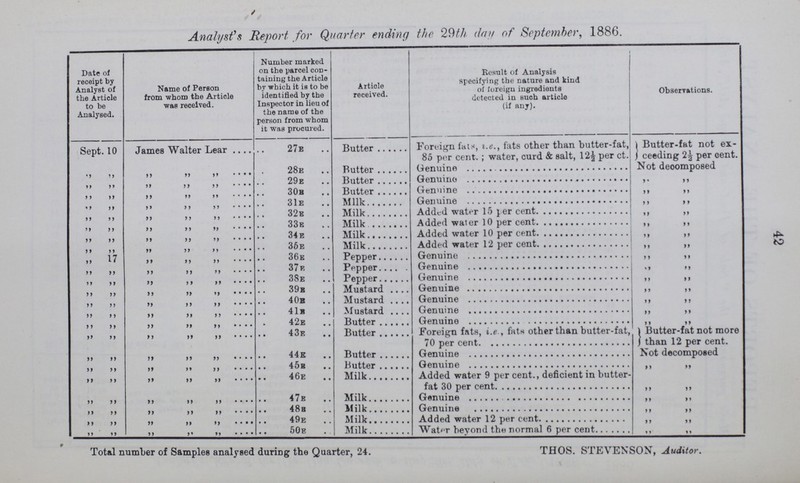 Analyst's Report for Quarter ending the 29th day of September, 1886.
Date of receipt by Analyst of the Article to be Analysed. | Name of Person from whom the Article was received. | Number marked on the parcel containing the Article by which it is to be identified by the Inspector in lieu of the name of the person from whom it was procured. | Article received. | Result of Analysis specifying the nature and kind of foreign ingredients detected in such article (if any). | Observations.
Sept. 10 James Walter Lear .... .. 27E .. Butter ...... Foreign fats, i.e., fats other than butter-fat, } Butter-fat not ex-
85 per cent.; water, curd & salt, 12½ per ct. } ceeding 2½ per cent.
,, ,, ,, ,, ,, .... . 28E .. Butter ...... Genuine ...... Not decomposed
,, ,, ,, ,, ,, .... .. 29E .. Butter ...... Genuine ...... ,, ,,
,, ,, ,, ,, ,, .... .. 30E .. Butter ...... Genuine ...... ,, ,,
,, ,, ,, ,, ,, .... .. 31E .. Milk ...... Genuine ...... ,, ,,
,, ,, ,, ,, ,, .... .. 32E .. Milk ...... Added water 15 per cent. ...... ,, ,,
,, ,, ,, ,, ,, .... .. 33E .. Milk ...... Added water 10 per cent. ...... ,, ,,
,, ,, ,, ,, ,, .... .. 34E .. Milk ...... Added water 10 per cent. ...... ,, ,,
,, ,, ,, ,, ,, .... .. 35E .. Milk ...... Added water 12 per cent. ...... ,, ,,
,, 17 ,, ,, ,, .... .. 36E .. Pepper ...... Genuine ...... ,, ,,
,, ,, ,, ,, ,, .... .. 37E .. Pepper .... Genuine ...... ,, ,,
,, ,, ,, ,, ,, .... .. 38E .. Pepper ...... Genuine ...... ,, ,,
,, ,, ,, ,, ,, .... .. 39E .. Mustard .... Genuine ...... ,, ,,
,, ,, ,, ,, ,, .... .. 40E .. Mustard .... Genuine ...... ,, ,,
,, ,, ,, ,, ,, .... .. 41E .. Mustard .... Genuine ...... ,, ,,
,, ,, ,, ,, ,, .... . 42E .. Butter ...... Genuine ...... ,, ,,
,, ,, ,, ,, ,, .... .. 43E .. Butter ...... Foreign fats, i.e., fats other than butter-fat, } Butter-fat not more
70 per cent. ...... } than 12 per cent.
,, ,, ,, ,, ,, .... .. 44E .. Butter ...... Genuine ...... Not decomposed
,, ,, ,, ,, ,, .... .. 45E .. Butter ...... Genuine ...... ,, ,,
,, ,, ,, ,, ,, .... .. 46E .. Milk ...... Added water 9 per cent., deficient in butter-
fat 30 per cent. ...... ,, ,,
,, ,, ,, ,, ,, .... .. 47E .. Milk ...... Genuine ...... ,, ,,
,, ,, ,, ,, ,, .... .. 48E .. Milk ...... Genuine ...... ,, ,,
,, ,, ,, ,, ,, .... .. 49E .. Milk ...... Added water 12 per cent. ...... ,, ,,
,, ,, ,, ,, ,, .... .. 50E .. Milk ...... Water beyond the normal 6 per cent. ...... ,, ,,
Total number of Samples analysed during the Quarter, 24. THOS. STEVENSON, Auditor.
42